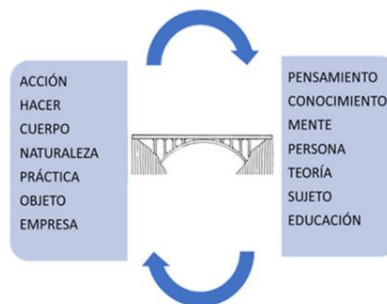 ACCIÓN
HACER
CUERPO
NATURALEZA
PRÁCTICA
OBJETO
EMPRESA
PENSAMIENTO
CONOCIMIENTO
MENTE
PERSONA
TEORÍA
SUJETO
EDUCACIÓN